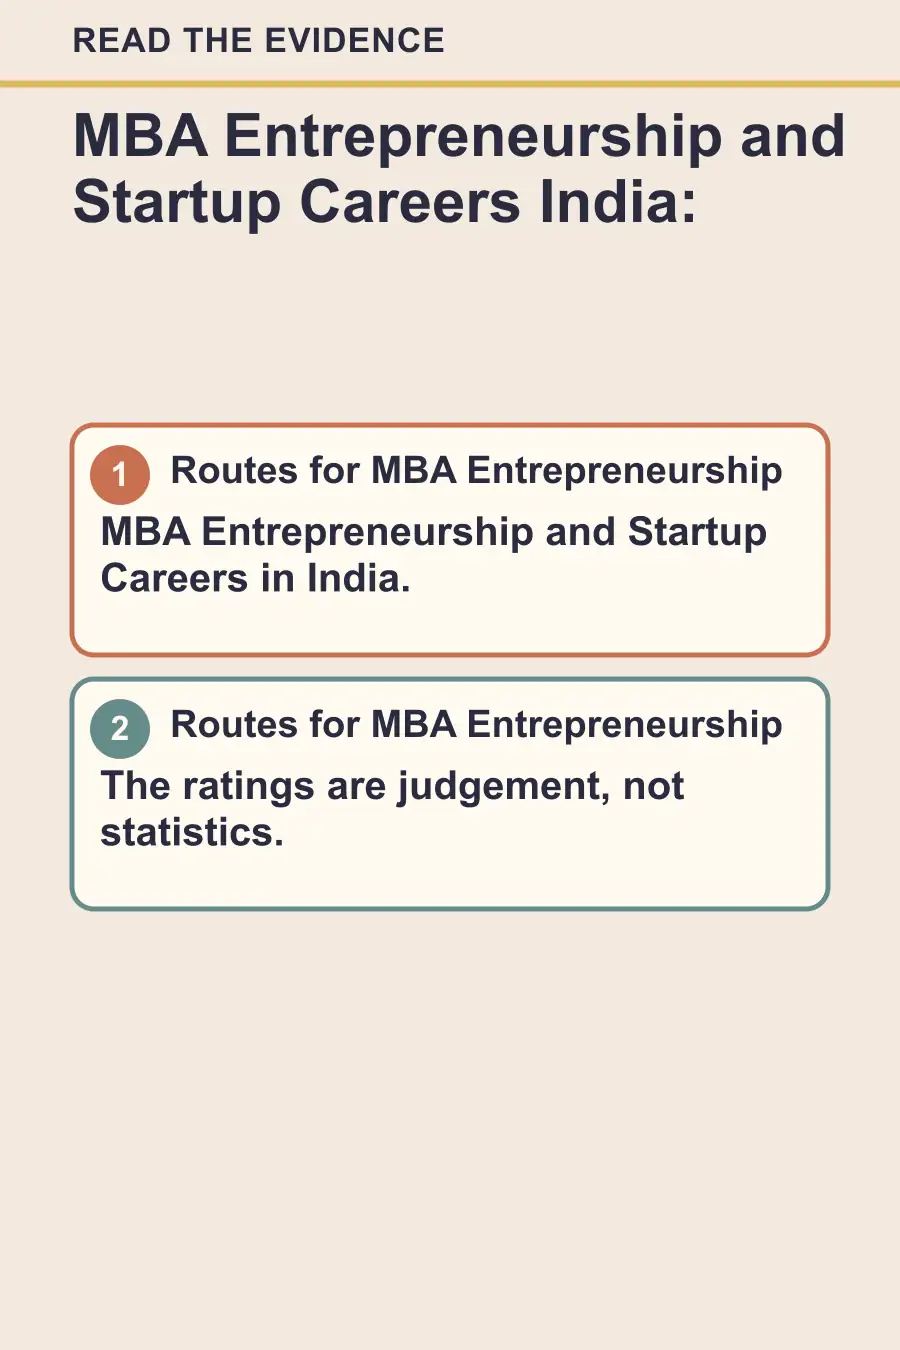 READ THE EVIDENCE
MBA Entrepreneurship and
Startup Careers India:
1 Routes for MBA Entrepreneurship
MBA Entrepreneurship and Startup
Careers in India.
2 Routes for MBA Entrepreneurship
The ratings are judgement, not
statistics.